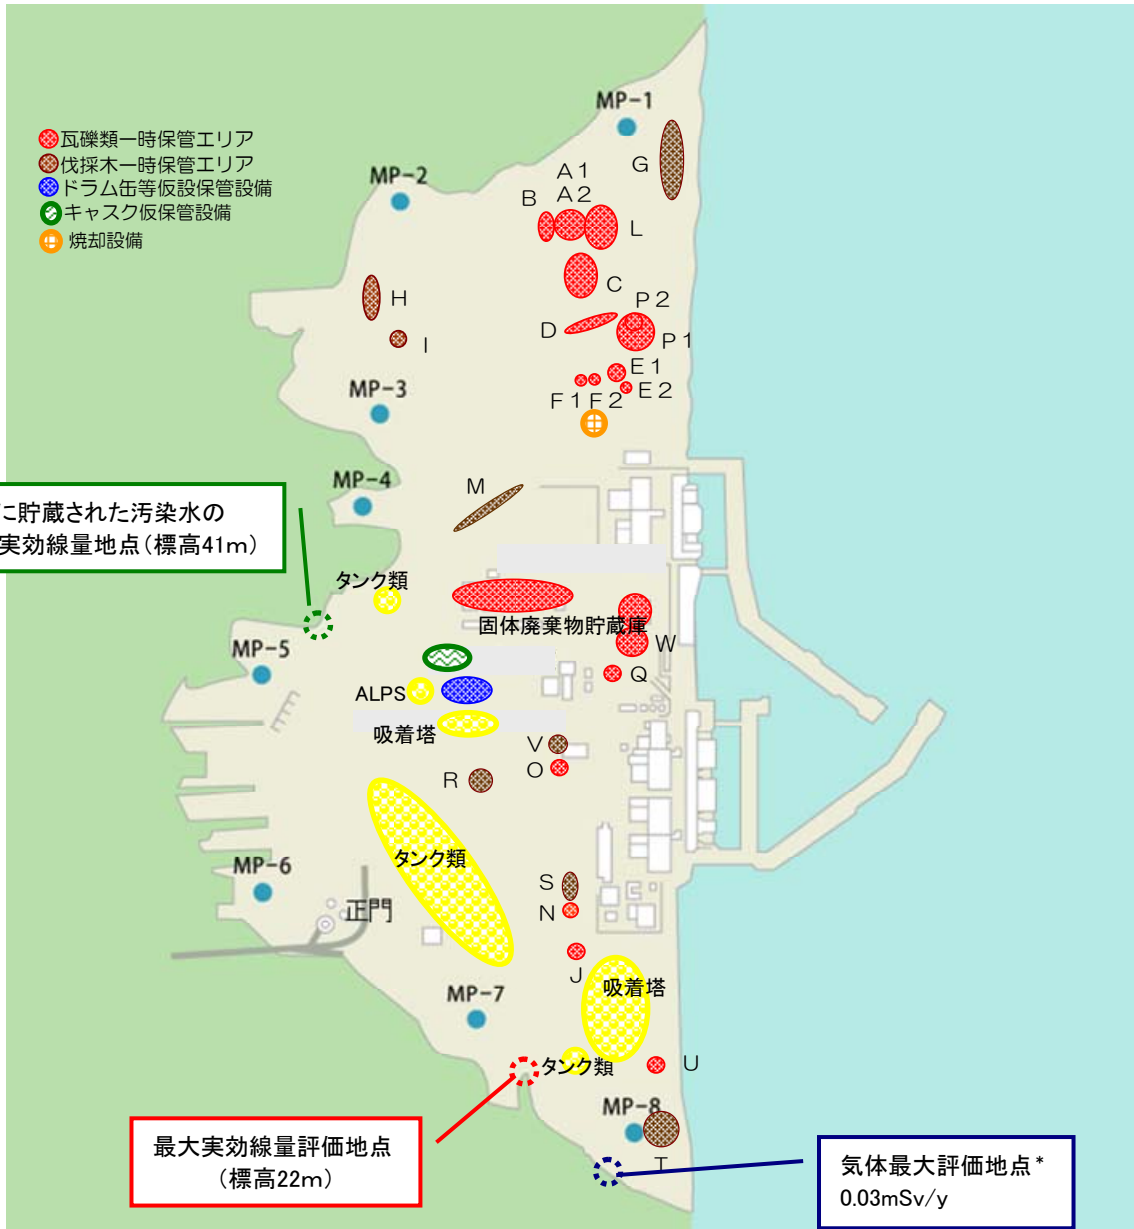 MP-1
瓦礫類一時保管エリア
伐採木一時保管エリア
ドラム缶等仮設保管設備
キャスク仮保管設備
焼却設備
MP-2
G
A1
A2
B
L
C
H
I
P2
D
P1
E1
E2
F1 F2
MP-3
MP-4
M
に貯蔵された汚染水の
実効線量地点(標高41m)
タンク類
固体廃棄物貯蔵庫
W
MP-5
Q
ALPS
吸着塔
V
O
R
タンク類
MP-6
正門
S
N
J
吸着塔
MP-7
タンク類
U
MP-8
T
最大実効線量評価地点
(標高22m)
気体最大評価地点*
0.03mSv/y